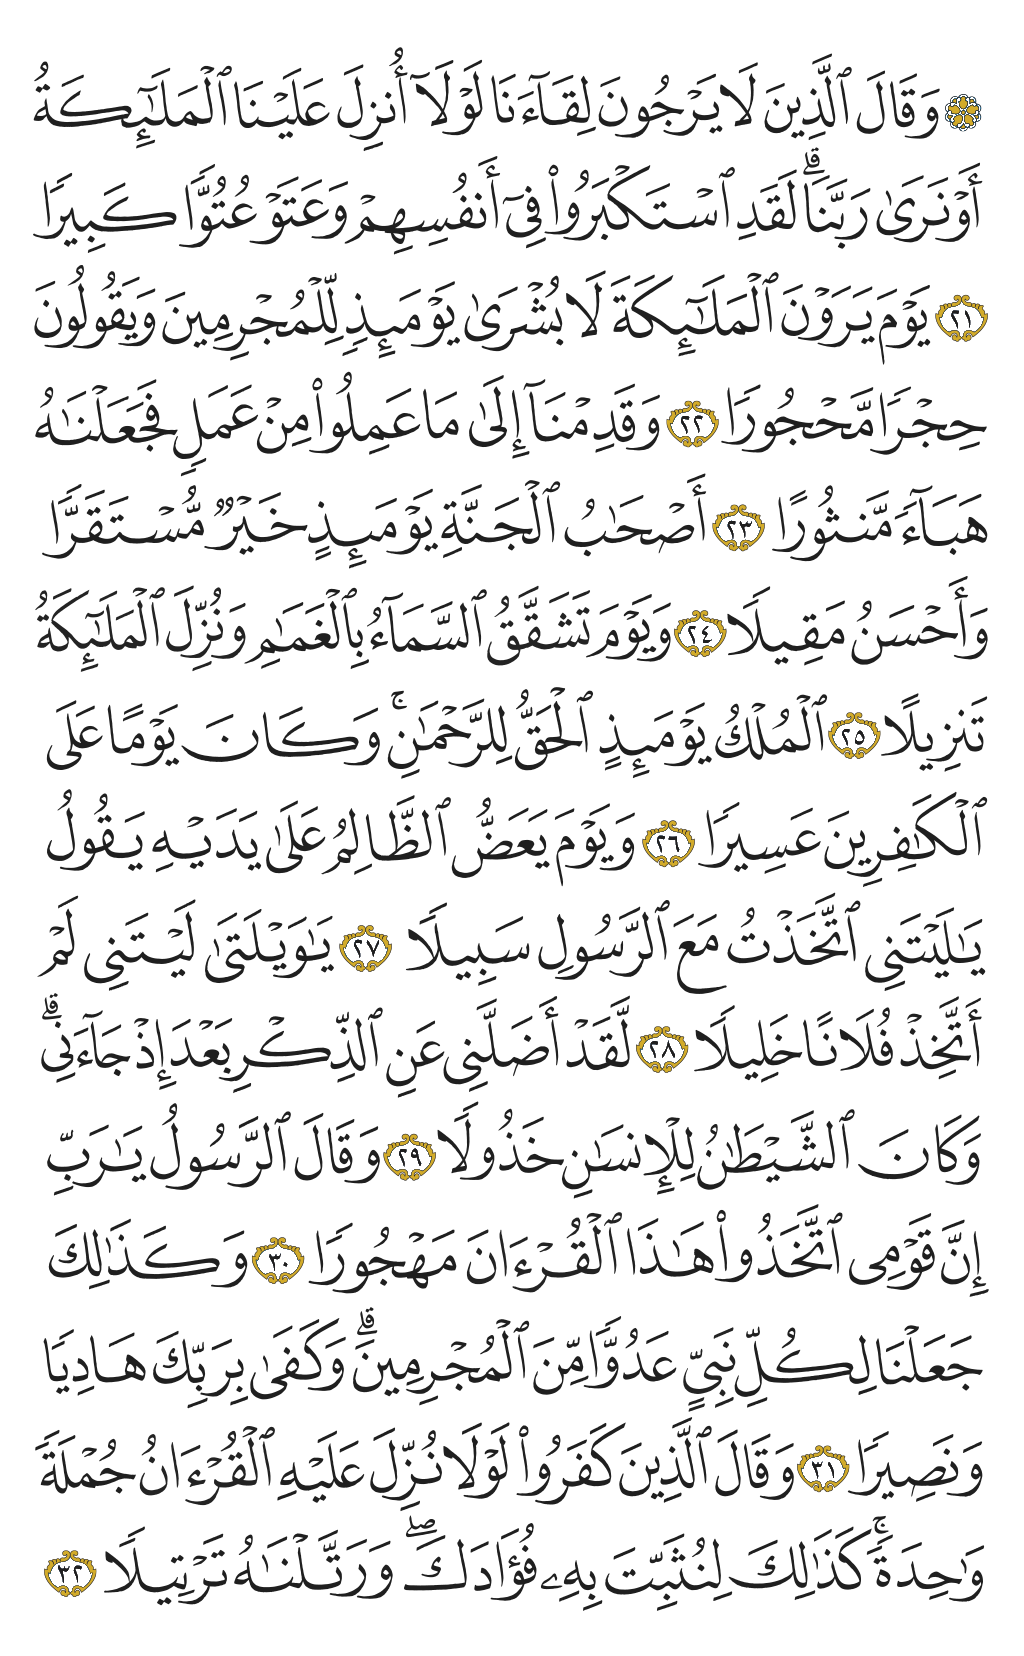 ۞ وَقَالَ ٱلَّذِينَ لَا يَرْجُونَ لِقَآءَنَا لَوْلَآ أُنزِلَ عَلَيْنَا ٱلْمَلَٰٓئِكَةُ
أَوْ نَرَىٰ رَبَّنَا ۗ لَقَدِ ٱسْتَكْبَرُوا۟ فِىٓ أَنفُسِهِمْ وَعَتَوْ عُتُوًّا كَبِيرًا
٢١ يَوْمَ يَرَوْنَ ٱلْمَلَٰٓئِكَةَ لَا بُشْرَىٰ يَوْمَئِذٍ لِّلْمُجْرِمِينَ وَيَقُولُونَ
حِجْرًا مَّحْجُورًا ٢٢ وَقَدِمْنَآ إِلَىٰ مَا عَمِلُوا۟ مِنْ عَمَلٍ فَجَعَلْنَٰهُ
هَبَآءً مَّنثُورًا ٢٣ أَصْحَٰبُ ٱلْجَنَّةِ يَوْمَئِذٍ خَيْرٌ مُّسْتَقَرًّا
وَأَحْسَنُ مَقِيلًا ٢٤ وَيَوْمَ تَشَقَّقُ ٱلسَّمَآءُ بِٱلْغَمَٰمِ وَنُزِّلَ ٱلْمَلَٰٓئِكَةُ
تَنزِيلًا ٢٥ ٱلْمُلْكُ يَوْمَئِذٍ ٱلْحَقُّ لِلرَّحْمَٰنِ ۚ وَكَانَ يَوْمًا عَلَى
ٱلْكَٰفِرِينَ عَسِيرًا ٢٦ وَيَوْمَ يَعَضُّ ٱلظَّالِمُ عَلَىٰ يَدَيْهِ يَقُولُ
يَٰلَيْتَنِى ٱتَّخَذْتُ مَعَ ٱلرَّسُولِ سَبِيلًا ٢٧ يَٰوَيْلَتَىٰ لَيْتَنِى لَمْ
أَتَّخِذْ فُلَانًا خَلِيلًا ٢٨ لَّقَدْ أَضَلَّنِى عَنِ ٱلذِّكْرِ بَعْدَ إِذْ جَآءَنِى ۗ
وَكَانَ ٱلشَّيْطَٰنُ لِلْإِنسَٰنِ خَذُولًا ٢٩ وَقَالَ ٱلرَّسُولُ يَٰرَبِّ
إِنَّ قَوْمِى ٱتَّخَذُوا۟ هَٰذَا ٱلْقُرْءَانَ مَهْجُورًا ٣٠ وَكَذَٰلِكَ
جَعَلْنَا لِكُلِّ نَبِىٍّ عَدُوًّا مِّنَ ٱلْمُجْرِمِينَ ۗ وَكَفَىٰ بِرَبِّكَ هَادِيًا
وَنَصِيرًا ٣١ وَقَالَ ٱلَّذِينَ كَفَرُوا۟ لَوْلَا نُزِّلَ عَلَيْهِ ٱلْقُرْءَانُ جُمْلَةً
وَٰحِدَةً ۚ كَذَٰلِكَ لِنُثَبِّتَ بِهِۦ فُؤَادَكَ ۖ وَرَتَّلْنَٰهُ تَرْتِيلًا ٣٢